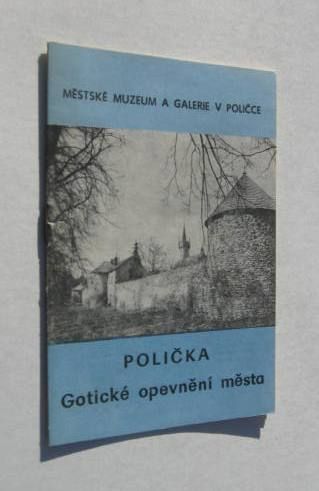 MĚSTSKÉ MUZEUM A GALERIE V POLIČCE
POLIČKA
Gotické opevnění města